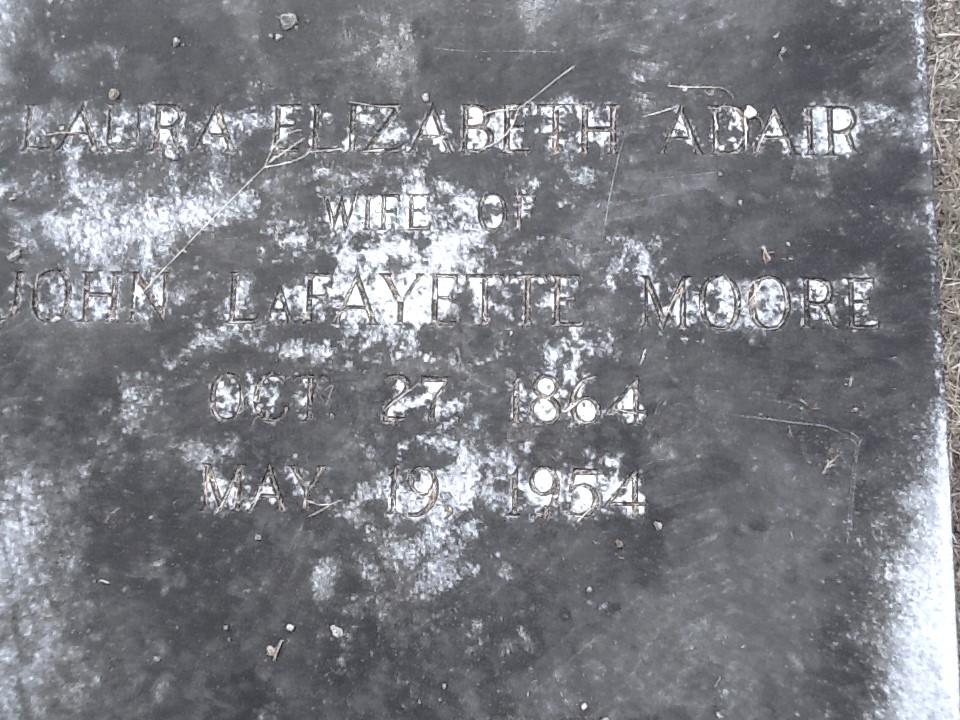 LAURA ELIZABETH ADAIR
WIFE OF
JOHN LAFAYETTE MOORE
OCT. 27 1864
MAY 19, 1954